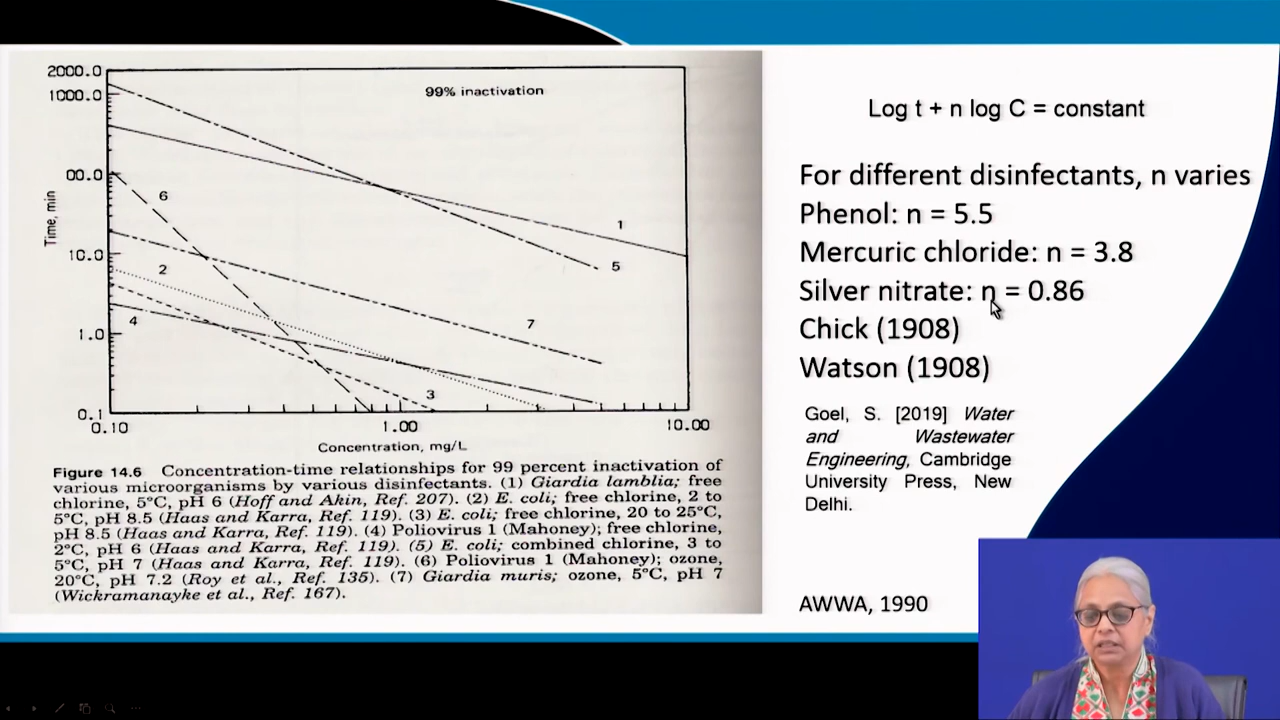 2000.0
1000.0
00.0
10.0
1.0
0.1
Time, min
99% inactivation
6
2
4
1
5
7
3
0.10
1.00
10.00
Concentration, mg/L
Figure 14.6 Concentration-time relationships for 99 percent inactivation of
various microorganisms by various disinfectants. (1) Giardia lamblia; free
chlorine, 5°C, pH 6 (Hoff and Akin, Ref. 207). (2) E. coli; free chlorine, 2 to
5°C, pH 8.5 (Haas and Karra, Ref. 119). (3) E. coli; free chlorine, 20 to 25°C,
pH 8.5 (Haas and Karra, Ref. 119). (4) Poliovirus 1 (Mahoney); free chlorine,
2°C, pH 6 (Haas and Karra, Ref. 119). (5) E. coli; combined chlorine, 3 to
5°C, pH 7 (Haas and Karra, Ref. 119). (6) Poliovirus 1 (Mahoney); ozone,
20°C, pH 7.2 (Roy et al., Ref. 135). (7) Giardia muris; ozone, 5°C, pH 7
(Wickramanayke et al., Ref. 167).
Log t + n log C = constant
For different disinfectants, n varies
Phenol: n = 5.5
Mercuric chloride: n = 3.8
Silver nitrate: n = 0.86
Chick (1908)
Watson (1908)
Goel, S. [2019] Water
and Wastewater
Engineering, Cambridge
University Press, New
Delhi.
AWWA, 1990